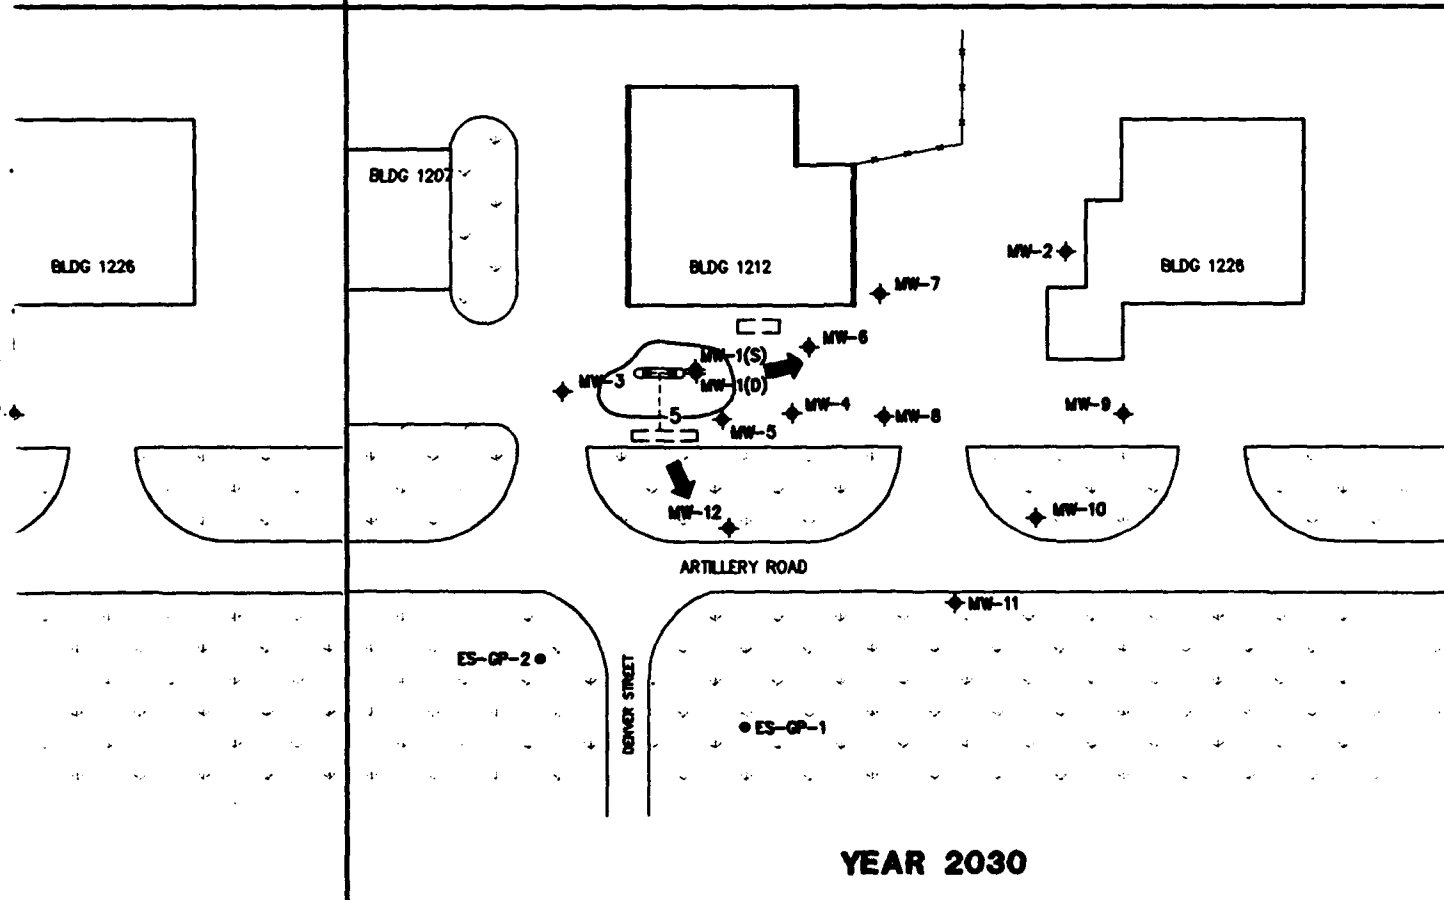 BLDG 1207
BLDG 1226
BLDG 1212
MW-2
BLDG 1226
MW-7
MW-6
MW-1(S)
MW-3
MW-1(D)
MW-4
MW-9
5
MW-8
MW-5
MW-12
MW-10
ARTILLERY ROAD
MW-11
ES-GP-2
DENVER STREET
ES-GP-1
YEAR 2030